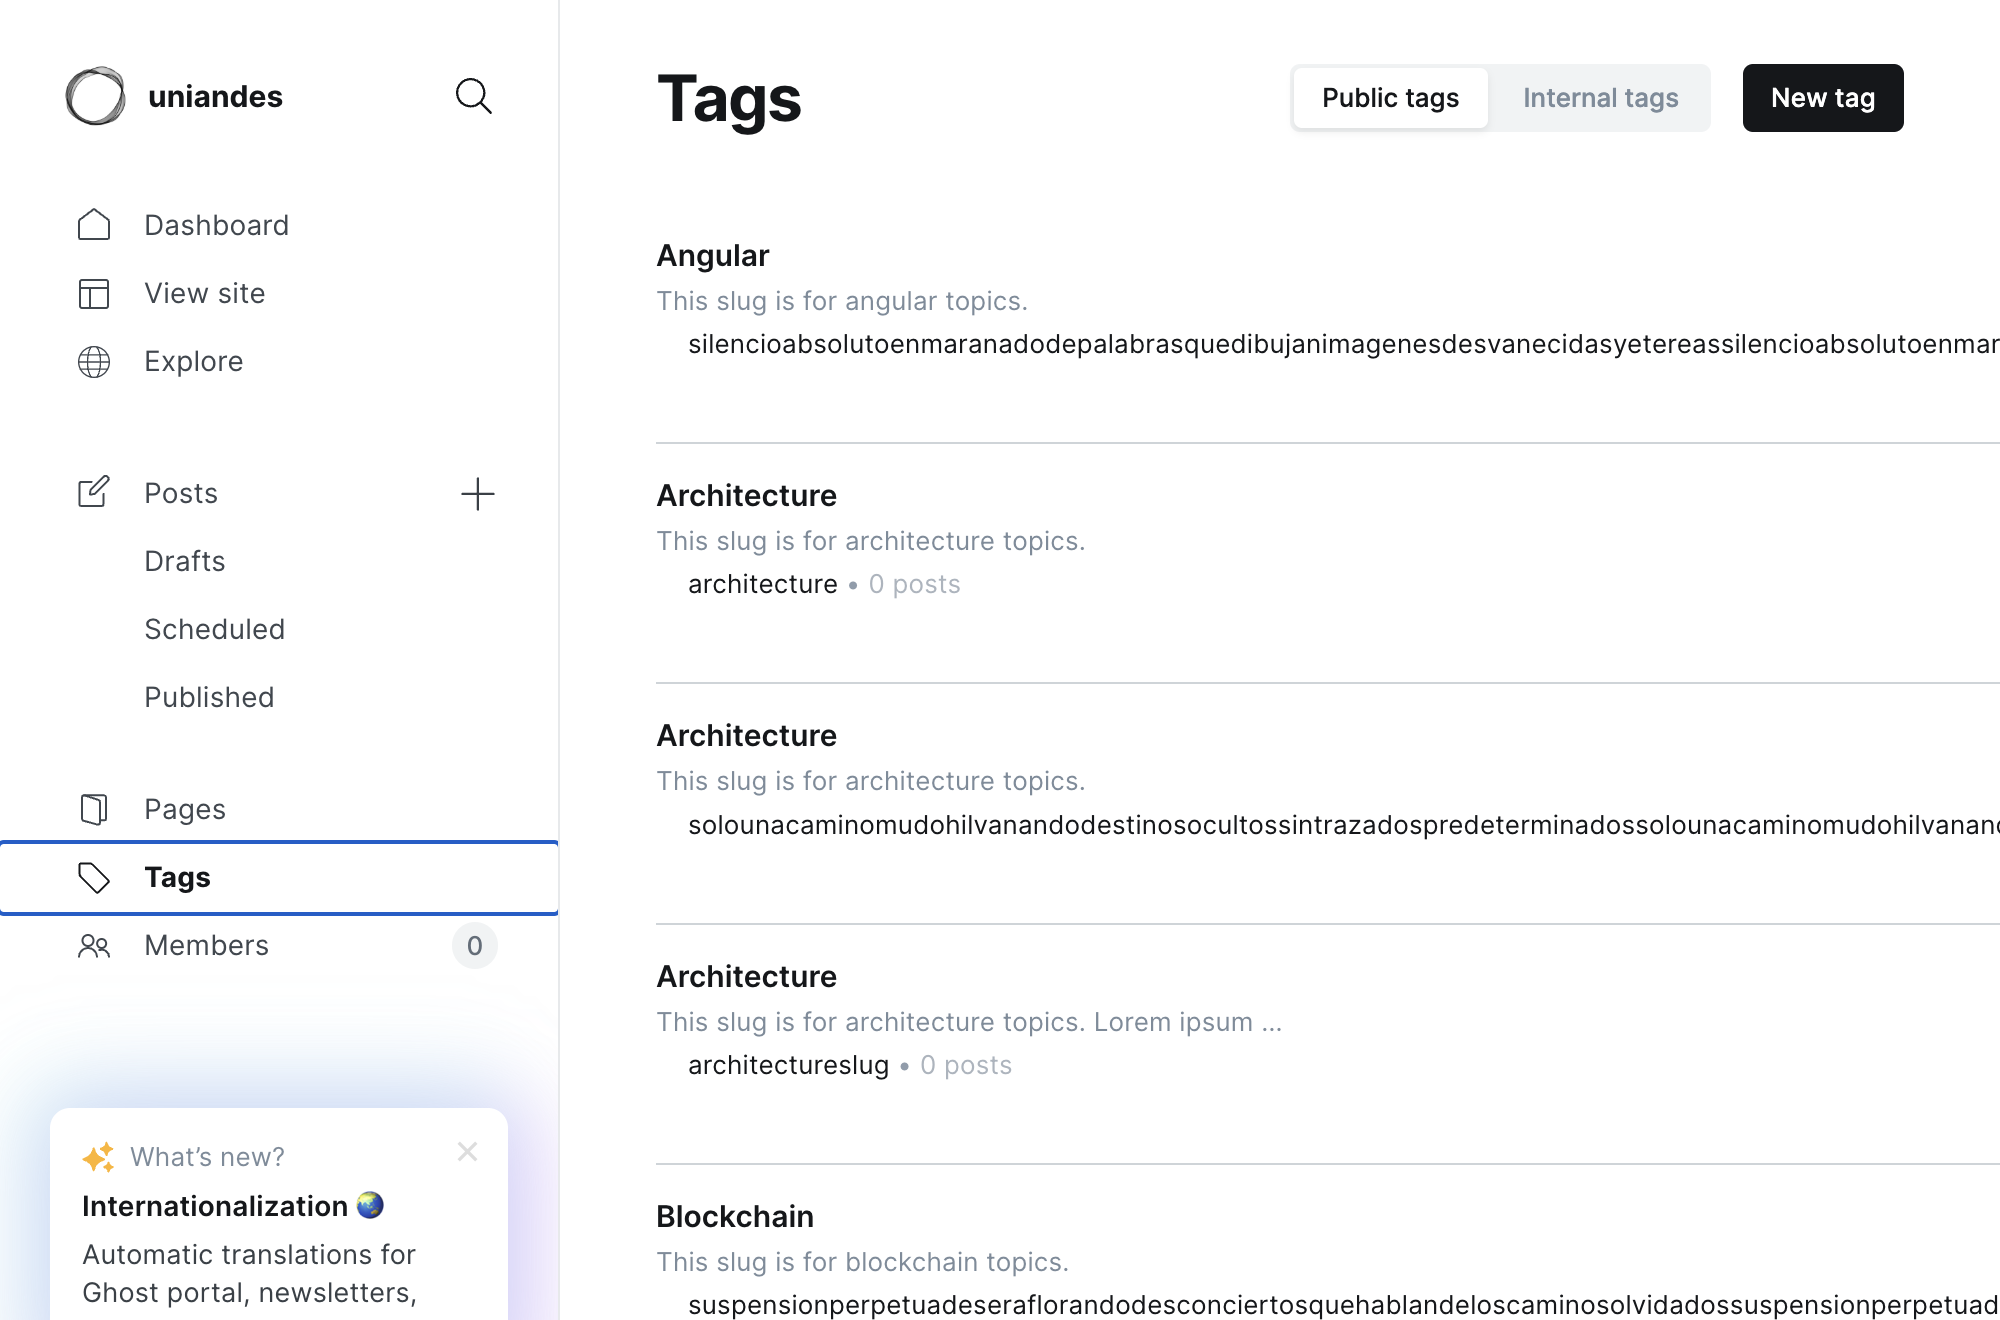 uniandes
Dashboard
View site
Explore
Posts
Drafts
Scheduled
Published
Pages
Tags
Members
0
What’s new?
Internationalization 🌏
Automatic translations for
Ghost portal, newsletters,
Tags
Public tags
Internal tags
New tag
Angular
This slug is for angular topics.
silencioabsolutoenmaranadodepalabrasquedibujanimagenesdesvanecidasyetereassilencioabsolutoenmar
Architecture
This slug is for architecture topics.
architecture • 0 posts
Architecture
This slug is for architecture topics.
solounacaminomudohilvanandodestinosocultossintrazadospredeterminadossolounacaminomudohilvanand
Architecture
This slug is for architecture topics. Lorem ipsum ...
architectureslug • 0 posts
Blockchain
This slug is for blockchain topics.
suspensionperpetuadeseraflorandodesconciertosquehablandeloscaminosolvidadossuspensionperpetuad